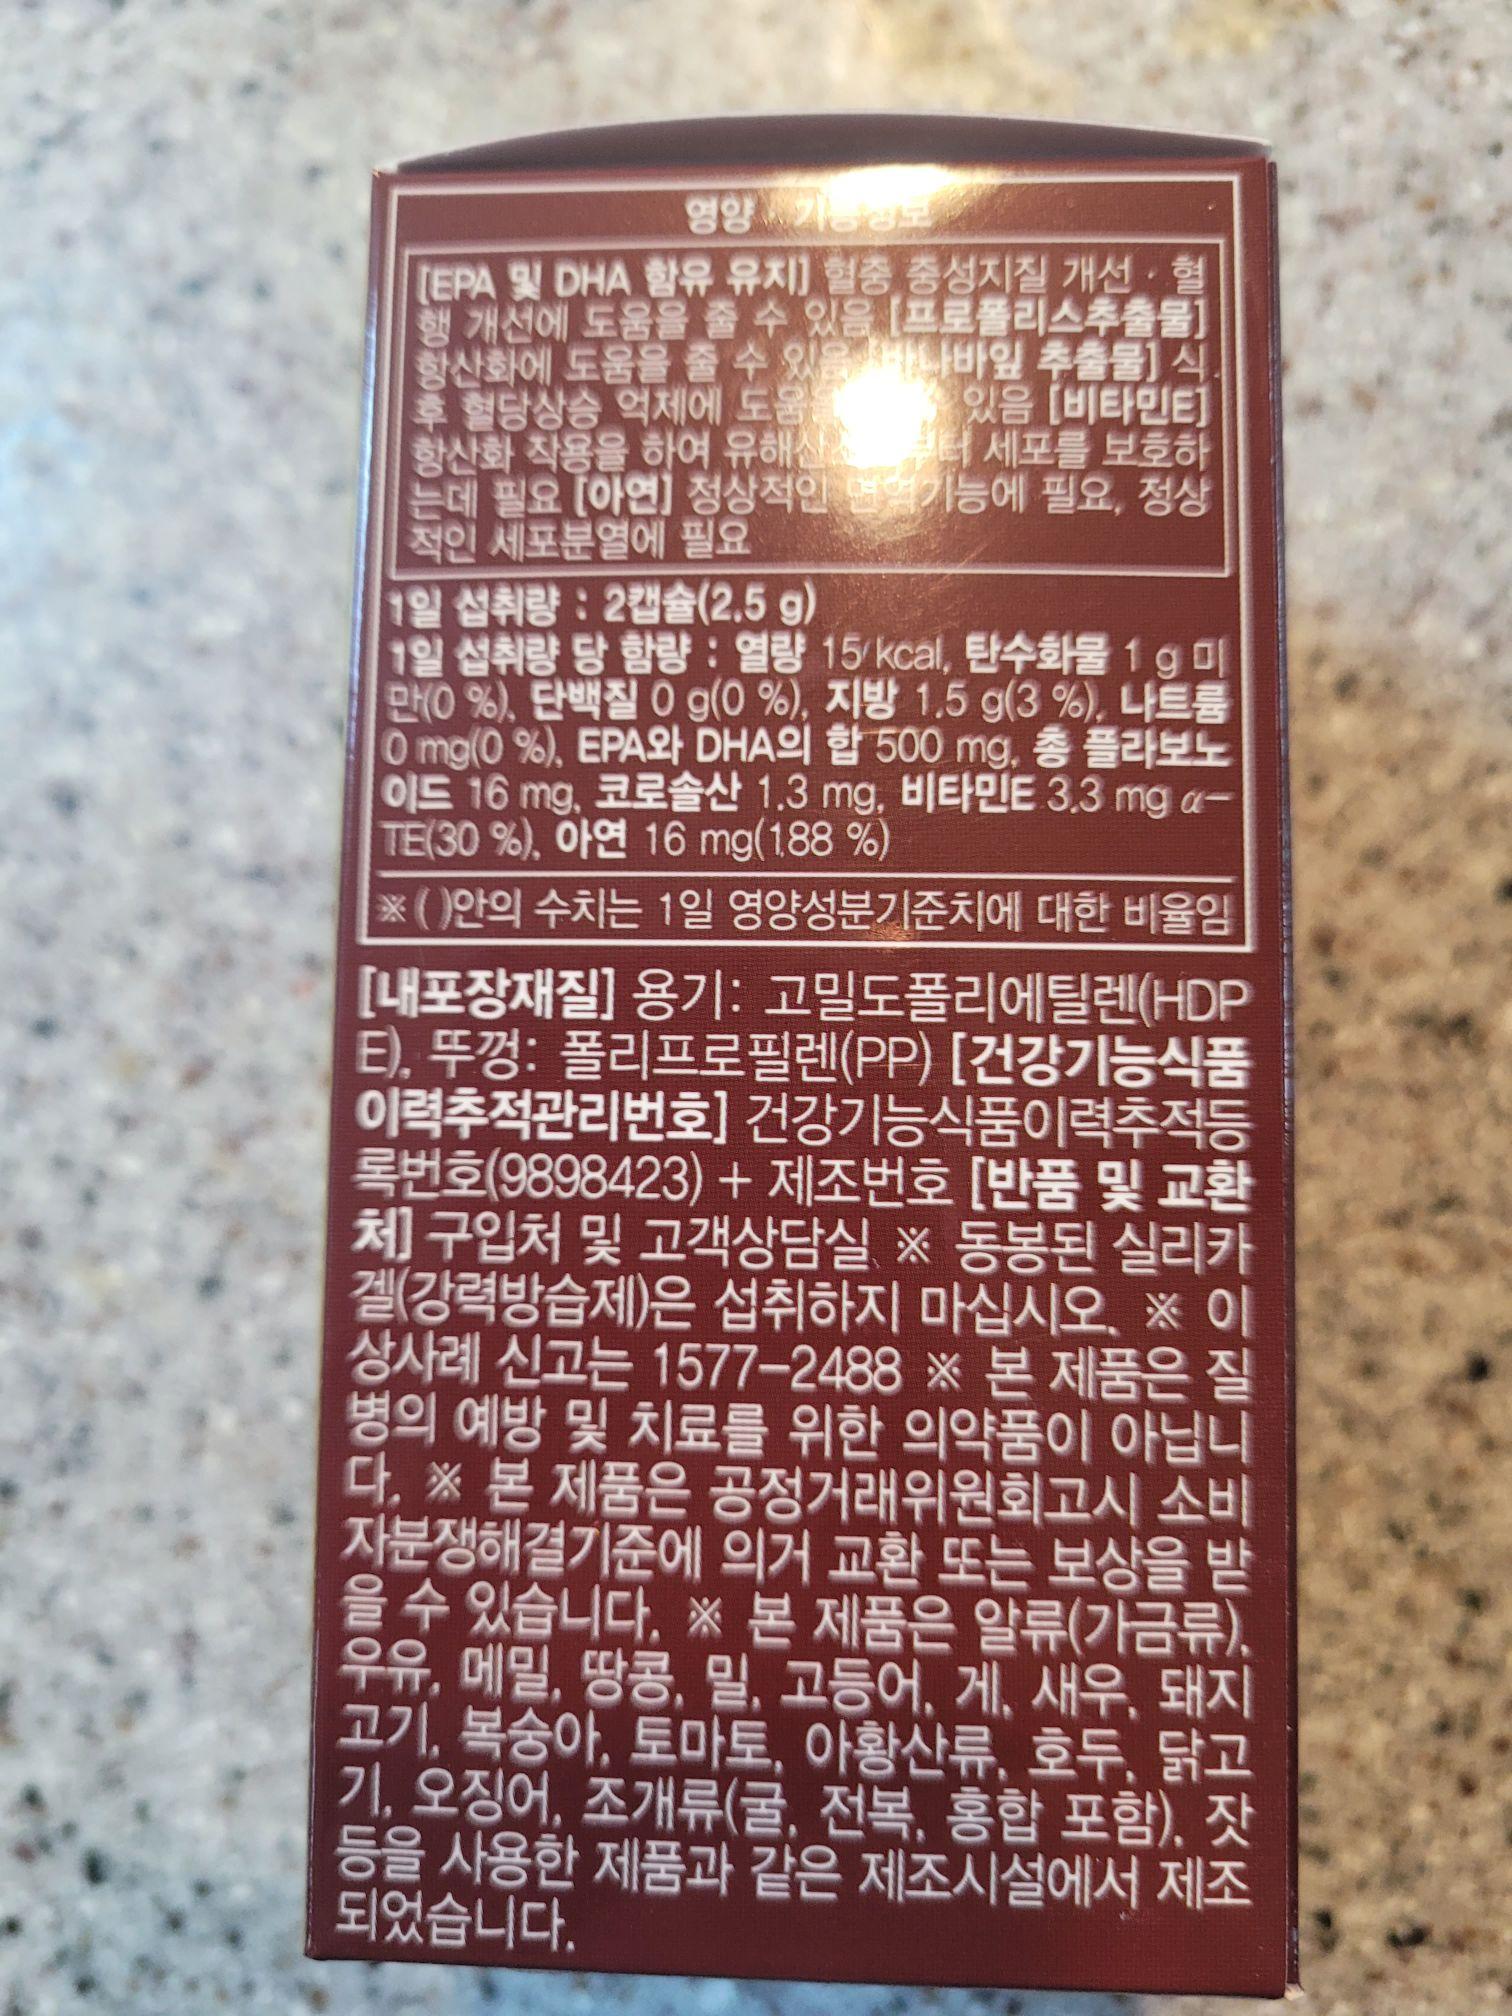 영양
[EPA 및 DHA 함유 유지] 혈중 중성지질 개선 · 혈
행 개선에 도움을 줄 수 있음 [프로폴리스추출물]
항산화에 도움을 줄 수 있음 추출물] 식
후 혈당상승 억제에 있음 [비타민E]
항산화 작용을 하여 세포를 보호하
는데 필요 [아연] 정상적인 필요, 정상
적인 세포분열에 필요
1일 섭취량 : 2캡슐(2.5 g)
1일 섭취량 당 함량 : 열량 15 kcal, 탄수화물 1 g 미
만(0 %), 단백질 0 g(0 %), 지방 1.5 g(3 %), 나트륨
0 mg(0 %), EPA와 DHA의 합 500 mg, 총 플라보노
이드 16 mg, 코로솔산 1.3 mg, 비타민E 3.3 mg α-
TE(30 %), 아연 16 mg(188 %)
※ ( )안의 수치는 1일 영양성분기준치에 대한 비율임
[내포장재질] 용기: 고밀도폴리에틸렌(HDP
E), 뚜껑: 폴리프로필렌(PP) [건강기능식품
이력추적관리번호] 건강기능식품이력추적등
록번호(9898423) + 제조번호 [반품 및 교환
처] 구입처 및 고객상담실 ※ 동봉된 실리카
겔(강력방습제)은 섭취하지 마십시오. ※ 이
상사례 신고는 1577-2488 ※ 본 제품은 질
병의 예방 및 치료를 위한 의약품이 아닙니
다. ※ 본 제품은 공정거래위원회고시 소비
자분쟁해결기준에 의거 교환 또는 보상을 받
을 수 있습니다. ※ 본 제품은 알류(가금류),
우유, 메밀, 땅콩, 밀, 고등어, 게, 새우, 돼지
고기, 복숭아, 토마토, 아황산류, 호두, 닭고
기, 오징어, 조개류(굴, 전복, 홍합 포함), 잣
등을 사용한 제품과 같은 제조시설에서 제조
되었습니다.